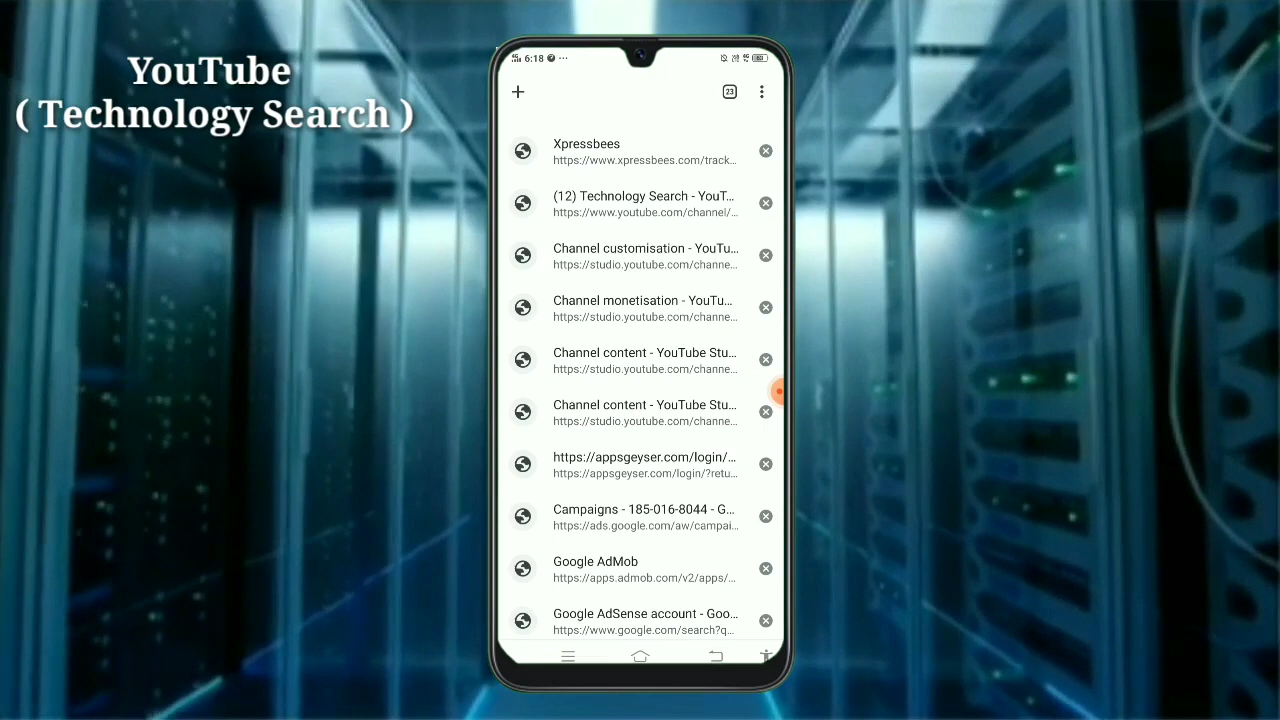 YouTube
( Technology Search )
6:18
23
Xpressbees
https://www.xpressbees.com/track...
(12) Technology Search - YouT...
https://www.youtube.com/channel/...
Channel customisation - YouTu...
https://studio.youtube.com/channe...
Channel monetisation - YouTu...
https://studio.youtube.com/channe...
Channel content - YouTube Stu...
https://studio.youtube.com/channe...
Channel content - YouTube Stu...
https://studio.youtube.com/channe...
https://appsgeyser.com/login/...
https://appsgeyser.com/login/?retu...
Campaigns - 185-016-8044 - G...
https://ads.google.com/aw/campai...
Google AdMob
https://apps.admob.com/v2/apps/...
Google AdSense account - Goo...
https://www.google.com/search?q...